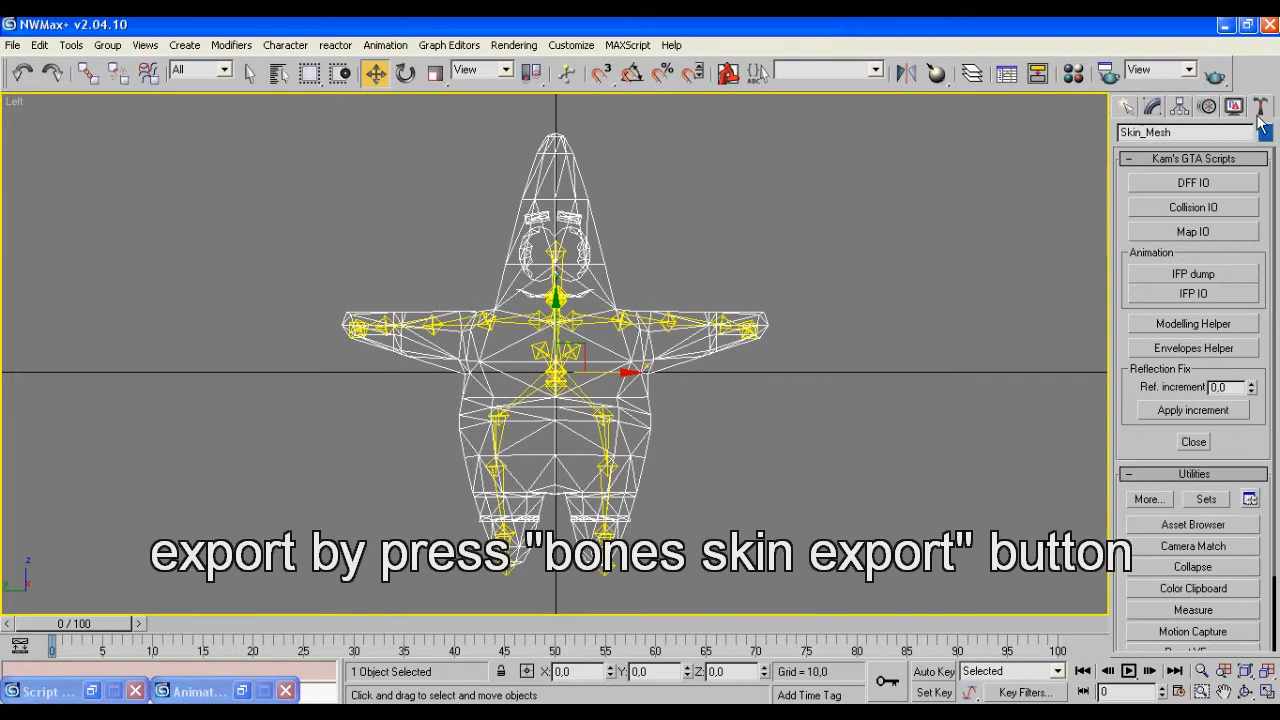 NWMax+ v2.04.10
File Edit Tools Group Views Create Modifiers Character reactor Animation Graph Editors Rendering Customize MAXScript Help
All View View
Left
Skin_Mesh
Kam's GTA Scripts
DFF IO
Collision IO
Map IO
Animation
IFP dump
IFP IO
Modelling Helper
Envelopes Helper
Reflection Fix
Ref. increment 0,0
Apply increment
Close
Utilities
More... Sets
Asset Browser
Camera Match
Collapse
Color Clipboard
Measure
Motion Capture
export by press "bones skin export" button
z
y x
0 / 100
0 5 10 15 20 25 30 35 40 45 50 55 60 65 70 75 80 85 90 95 100
1 Object Selected X: 0,0 Y: 0,0 Z: 0,0 Grid = 10,0 Auto Key Selected
Script ... Animat... Click and drag to select and move objects Add Time Tag Set Key Key Filters... 0